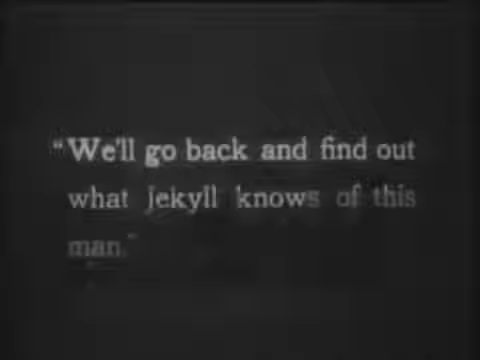 “We'll go back and find out
what Jekyll knows of this
man.”